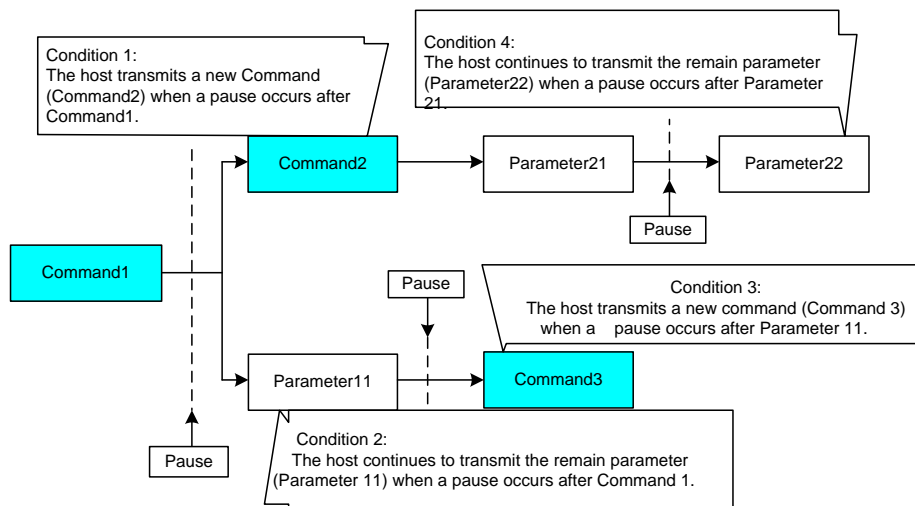 Condition 1:
The host transmits a new Command
(Command2) when a pause occurs after
Command1.
Condition 4:
The host continues to transmit the remain parameter
(Parameter22) when a pause occurs after Parameter
21.
Command2
Parameter21
Parameter22
Pause
Command1
Pause
Condition 3:
The host transmits a new command (Command 3)
when a pause occurs after Parameter 11.
Parameter11
Command3
Pause
Condition 2:
The host continues to transmit the remain parameter
(Parameter 11) when a pause occurs after Command 1.